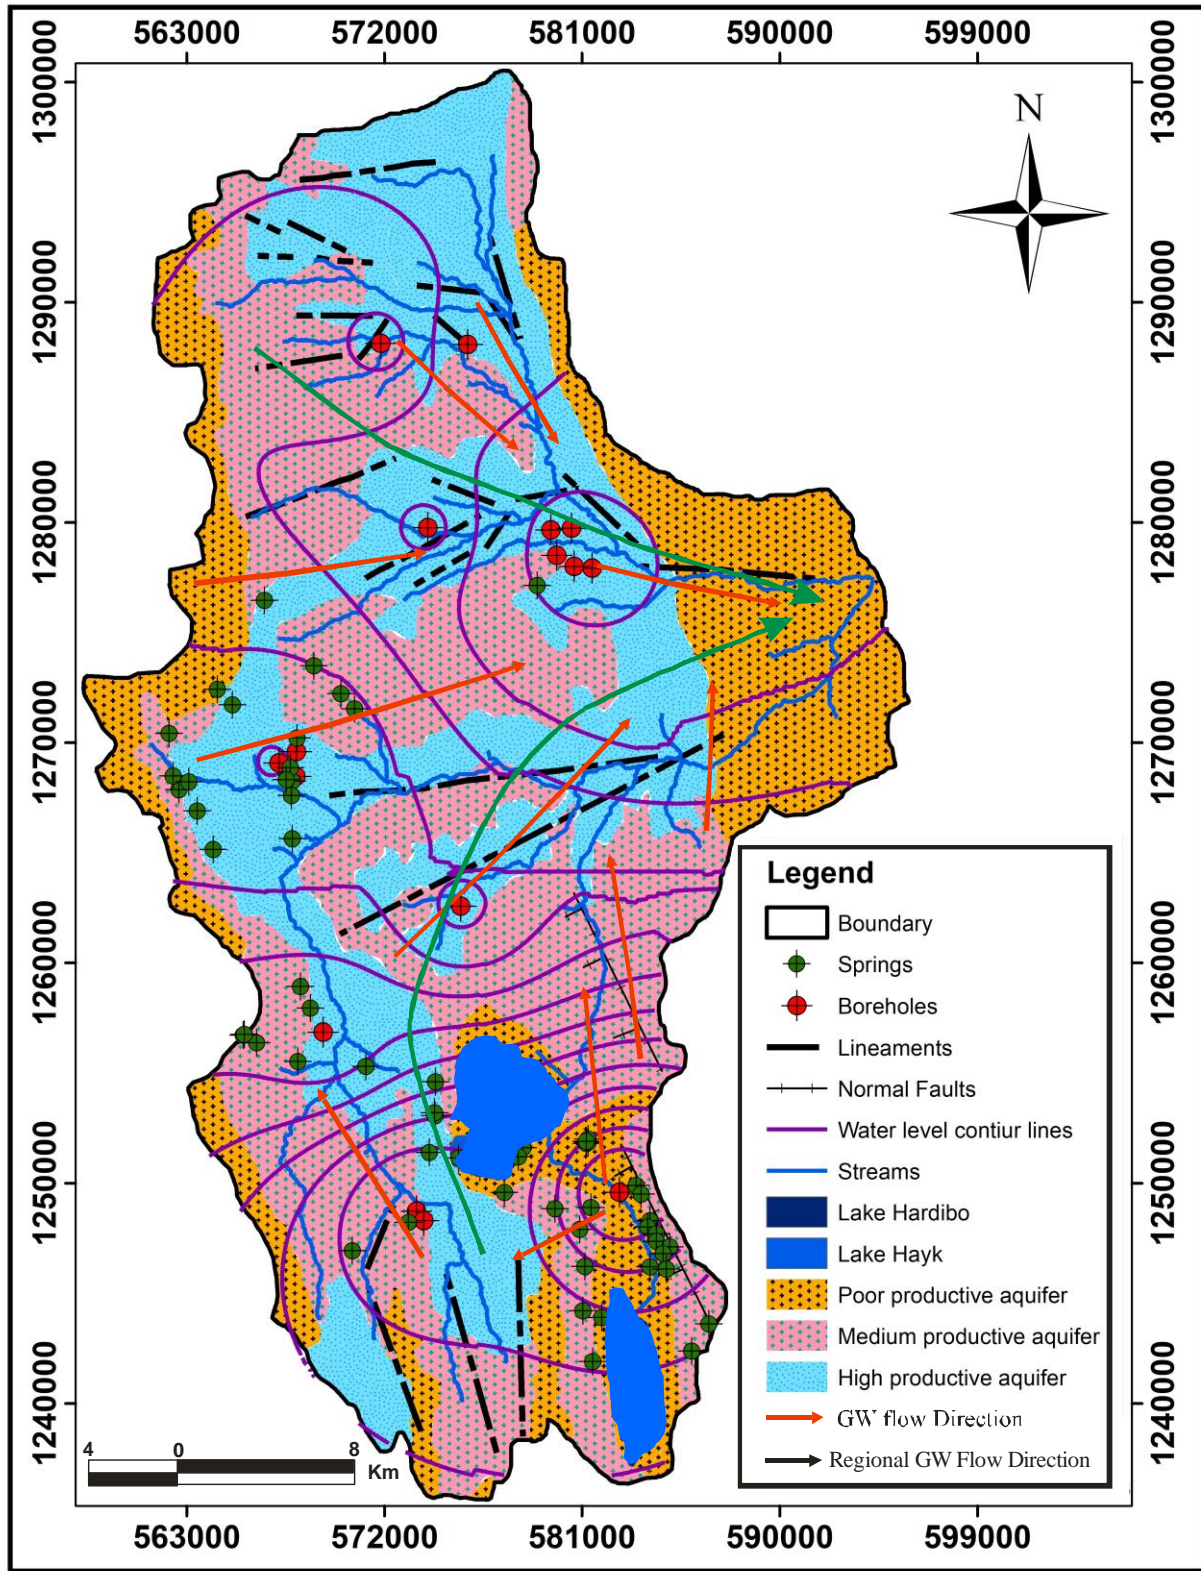 563000 572000 581000 590000 599000
1300000 1300000
N
1290000 1290000
1280000 1280000
1270000 1270000
Legend
Boundary
Springs
Boreholes
Lineaments
Normal Faults
Water level contiur lines
Streams
Lake Hardibo
Lake Hayk
Poor productive aquifer
Medium productive aquifer
High productive aquifer
GW flow Direction
Regional GW Flow Direction
1260000 1260000
1250000 1250000
1240000 1240000
4 0 8
Km
563000 572000 581000 590000 599000